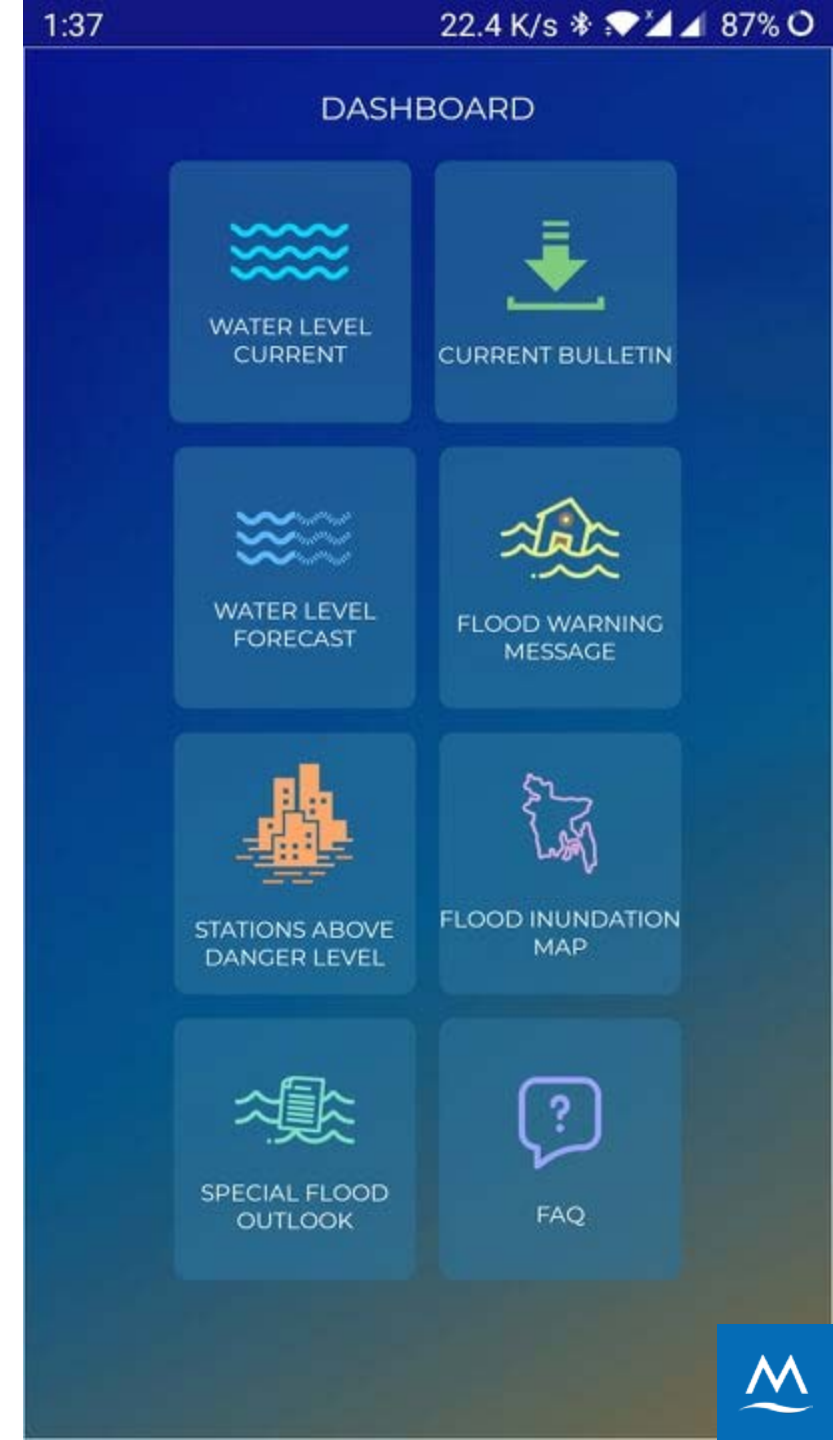 1:37 22.4 K/s 87%
DASHBOARD
WATER LEVEL
CURRENT
CURRENT BULLETIN
WATER LEVEL
FORECAST
FLOOD WARNING
MESSAGE
STATIONS ABOVE
DANGER LEVEL
FLOOD INUNDATION
MAP
SPECIAL FLOOD
OUTLOOK
?
FAQ
M